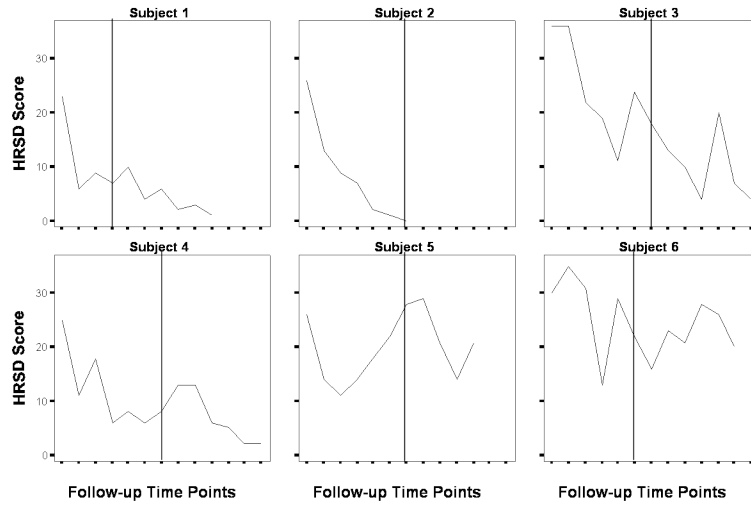 Subject 1
Subject 2
Subject 3
HRSD Score
30
20
10
0
Subject 4
Subject 5
Subject 6
HRSD Score
30
20
10
0
Follow-up Time Points
Follow-up Time Points
Follow-up Time Points